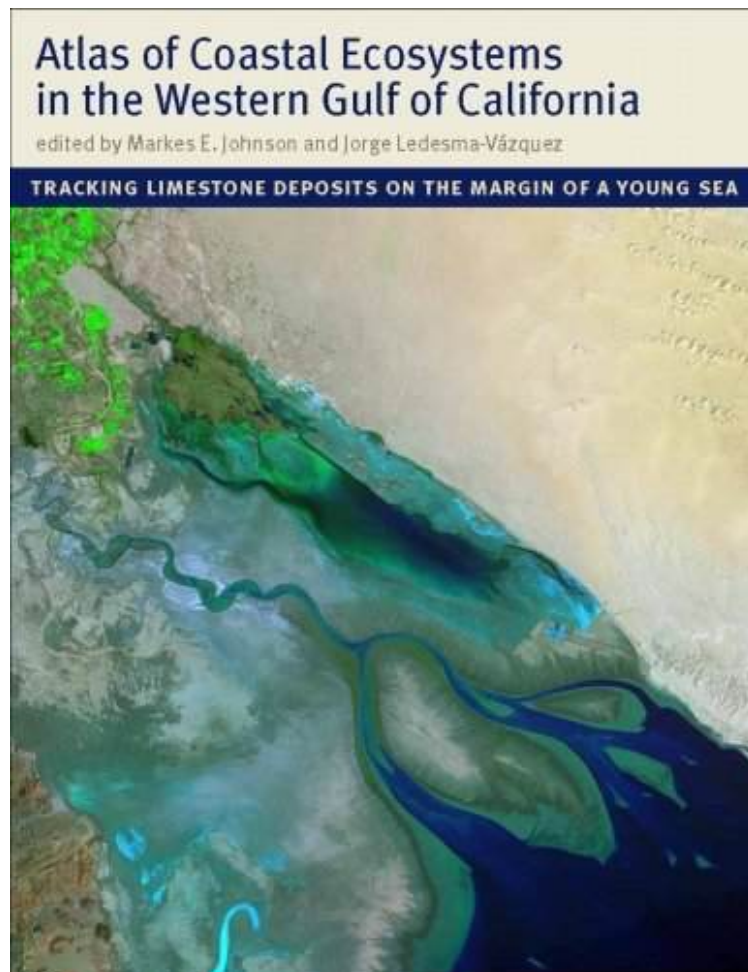 Atlas of Coastal Ecosystems
in the Western Gulf of California
edited by Markes E. Johnson and Jorge Ledesma-Vázquez
TRACKING LIMESTONE DEPOSITS ON THE MARGIN OF A YOUNG SEA